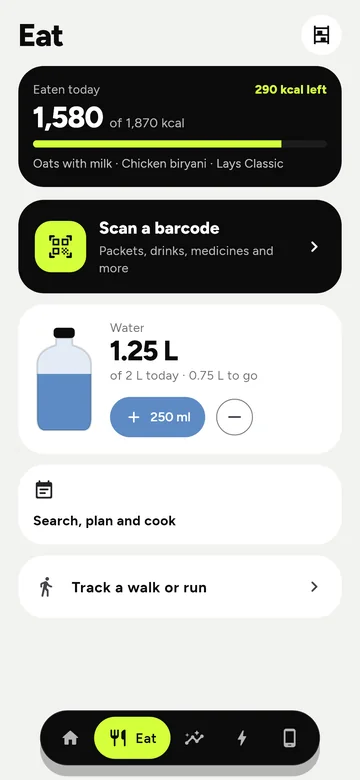 Eat
Eaten today
290 kcal left
1,580 of 1,870 kcal
Oats with milk · Chicken biryani · Lays Classic
Scan a barcode
Packets, drinks, medicines and
more
Water
1.25 L
of 2 L today · 0.75 L to go
+ 250 ml
Search, plan and cook
Track a walk or run
Eat